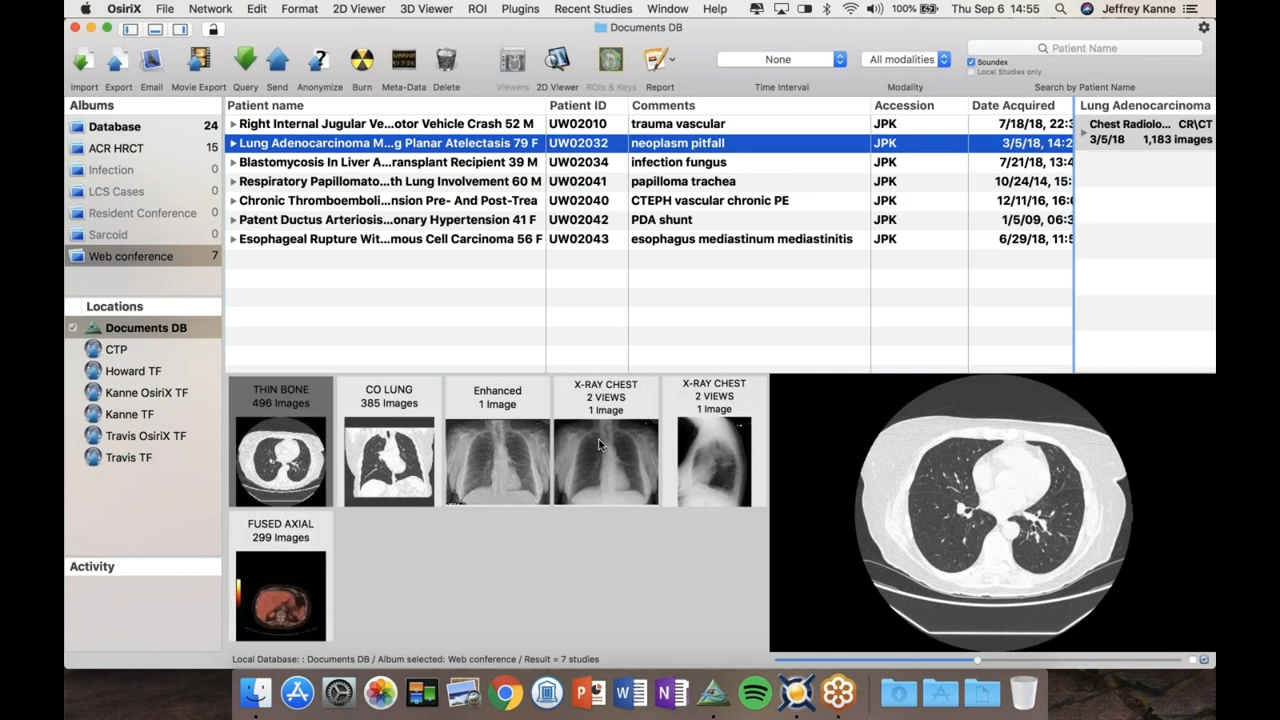 OsiriX File Network Edit Format 2D Viewer 3D Viewer ROI Plugins Recent Studies Window Help 100% Thu Sep 6 14:55 Jeffrey Kanne
Documents DB
None All modalities Patient Name
Soundex
Local Studies only
Import Export Email Movie Export Query Send Anonymize Burn Meta-Data Delete Viewers 2D Viewer ROIs & Keys Report Time Interval Modality Search by Patient Name
Albums
Database 24
ACR HRCT 15
Infection 0
LCS Cases 0
Resident Conference 0
Sarcoid 0
Web conference 7
Locations
Documents DB
CTP
Howard TF
Kanne OsiriX TF
Kanne TF
Travis OsiriX TF
Travis TF
Activity
Patient name Patient ID Comments Accession Date Acquired
Right Internal Jugular Ve...otor Vehicle Crash 52 M UW02010 trauma vascular JPK 7/18/18, 22:3
Lung Adenocarcinoma M...g Planar Atelectasis 79 F UW02032 neoplasm pitfall JPK 3/5/18, 14:2
Blastomycosis In Liver A...ransplant Recipient 39 M UW02034 infection fungus JPK 7/21/18, 13:4
Respiratory Papillomato...th Lung Involvement 60 M UW02041 papilloma trachea JPK 10/24/14, 15:
Chronic Thromboemboli...nsion Pre- And Post-Trea UW02040 CTEPH vascular chronic PE JPK 12/11/16, 16:0
Patent Ductus Arteriosis...onary Hypertension 41 F UW02042 PDA shunt JPK 1/5/09, 06:3
Esophageal Rupture Wit...mous Cell Carcinoma 56 F UW02043 esophagus mediastinum mediastinitis JPK 6/29/18, 11:5
Lung Adenocarcinoma
Chest Radiolo... CR\CT
3/5/18 1,183 images
THIN BONE
496 Images
CO LUNG
385 Images
Enhanced
1 Image
X-RAY CHEST
2 VIEWS
1 Image
X-RAY CHEST
2 VIEWS
1 Image
FUSED AXIAL
299 Images
Local Database: : Documents DB / Album selected: Web conference / Result = 7 studies